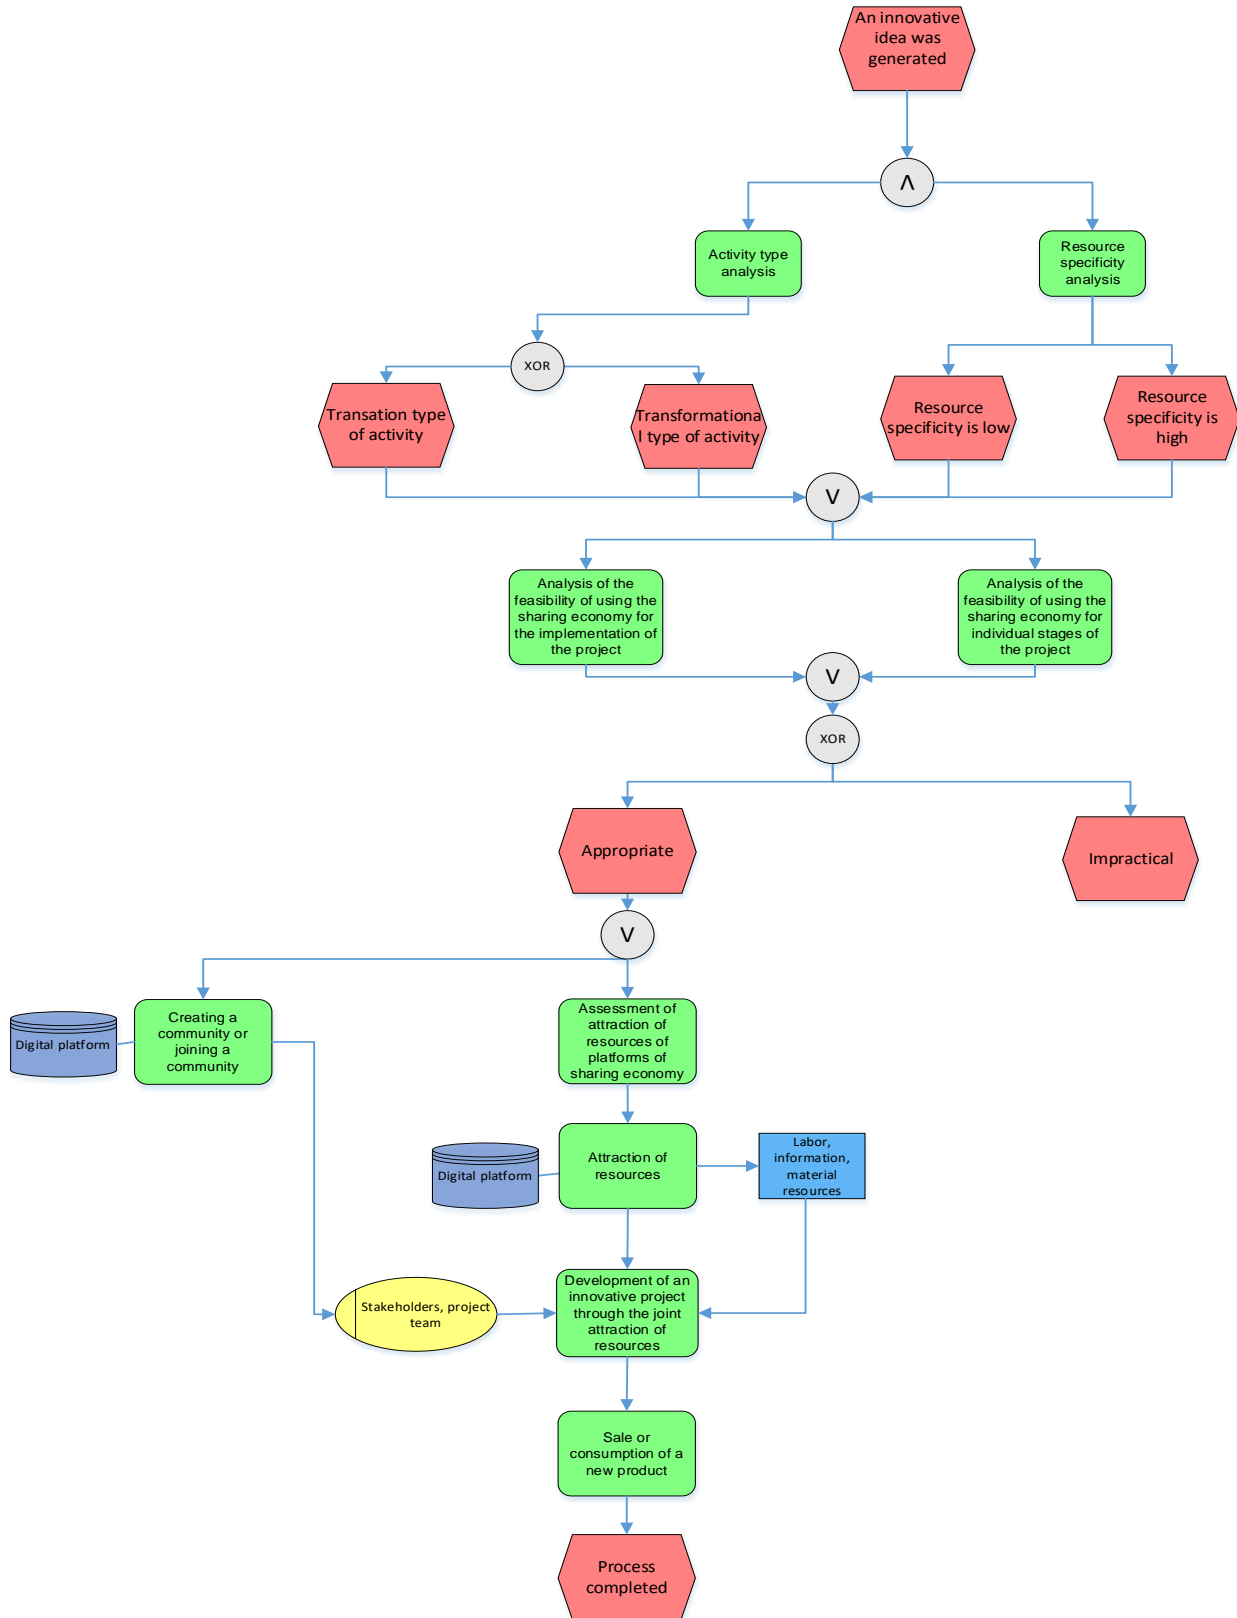 An innovative
idea was
generated
Λ
Activity type
analysis
Resource
specificity
analysis
XOR
Transation type
of activity
Transformationa
l type of activity
Resource
specificity is low
Resource
specificity is
high
V
Analysis of the
feasibility of using the
sharing economy for
the implementation of
the project
Analysis of the
feasibility of using the
sharing economy for
individual stages of
the project
V
XOR
Appropriate
Impractical
V
Digital platform
Creating a
community or
joining a
community
Assessment of
attraction of
resources of
platforms of
sharing economy
Digital platform
Attraction of
resources
Labor,
information,
material
resources
Stakeholders, project
team
Development of an
innovative project
through the joint
attraction of
resources
Sale or
consumption of a
new product
Process
completed